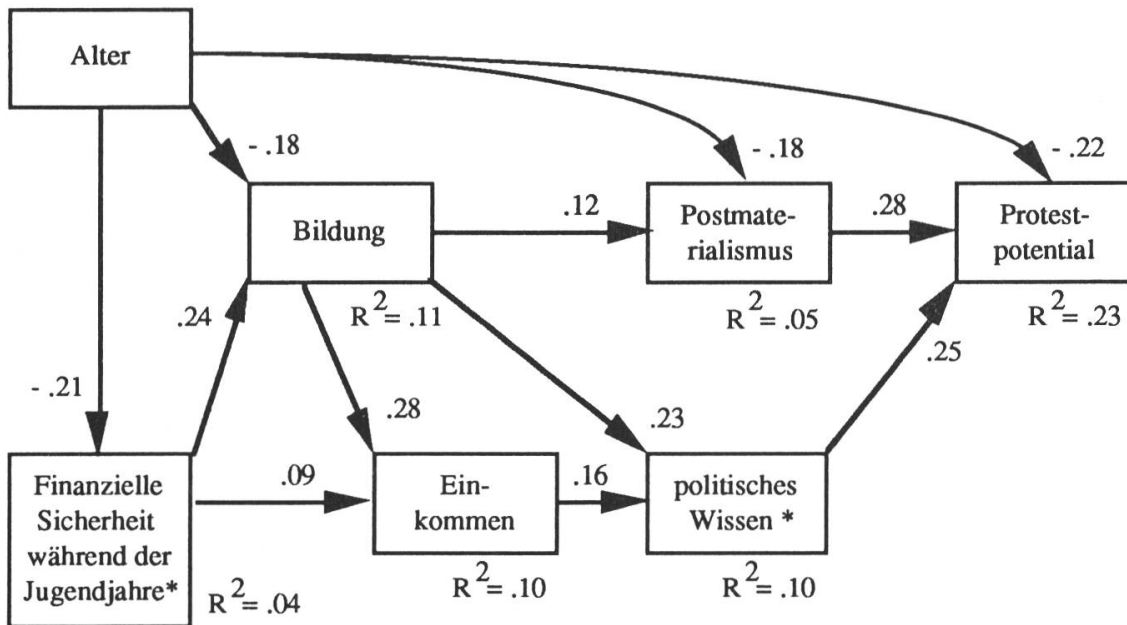 Alter
- .18
- .18
- .22
Bildung
.12
Postmate-
rialismus
.28
Protest-
potential
R² = .11
R² = .05
R² = .23
.24
- .21
.28
.23
.25
Finanzielle
Sicherheit
während der
Jugendjahre*
R² = .04
.09
Ein-
kommen
R² = .10
.16
politisches
Wissen *
R² = .10